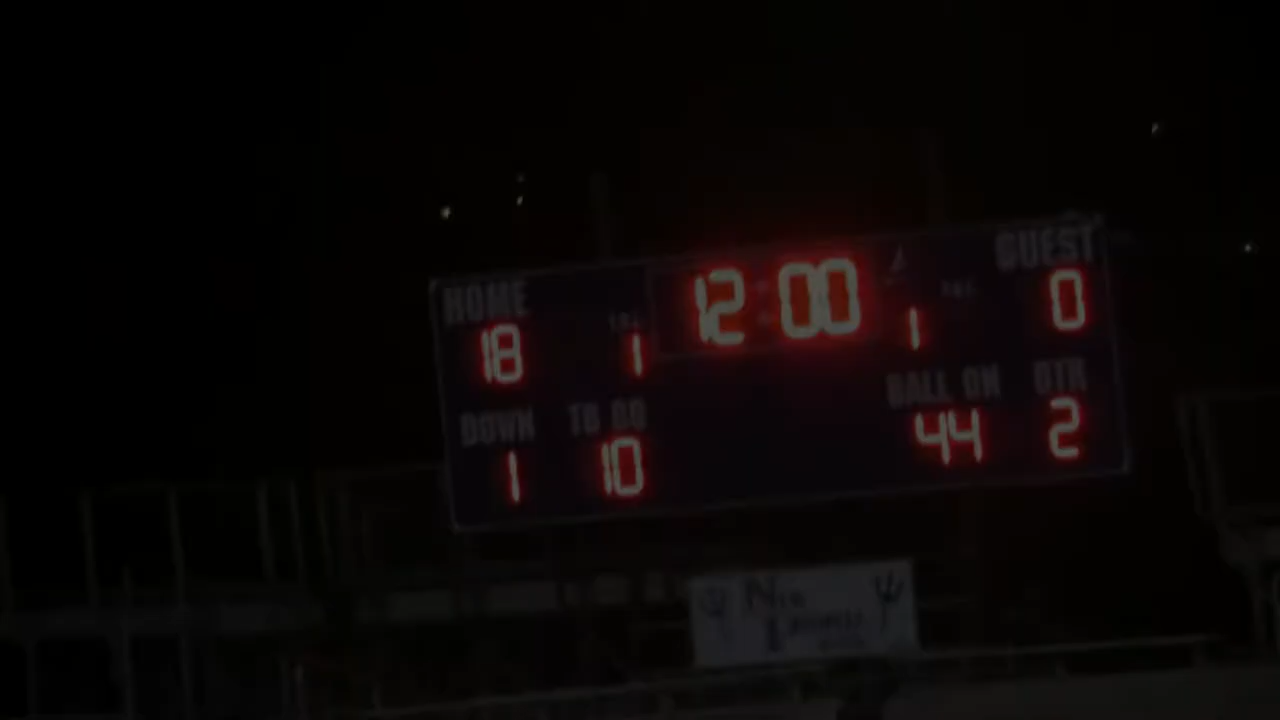 HOME 12:00 GUEST
18 1 1 0
DOWN TO GO BALL ON QTR
1 10 44 2